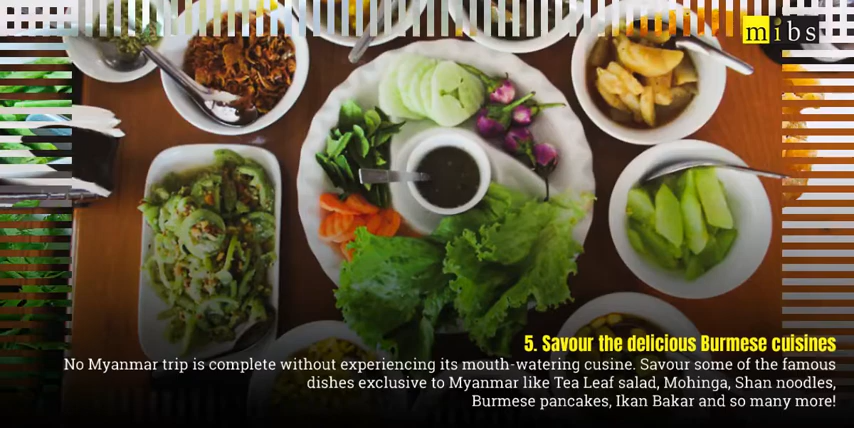 mibs
5. Savour the delicious Burmese cuisines
No Myanmar trip is complete without experiencing its mouth-watering cusine. Savour some of the famous
dishes exclusive to Myanmar like Tea Leaf salad, Mohinga, Shan noodles,
Burmese pancakes, Ikan Bakar and so many more!